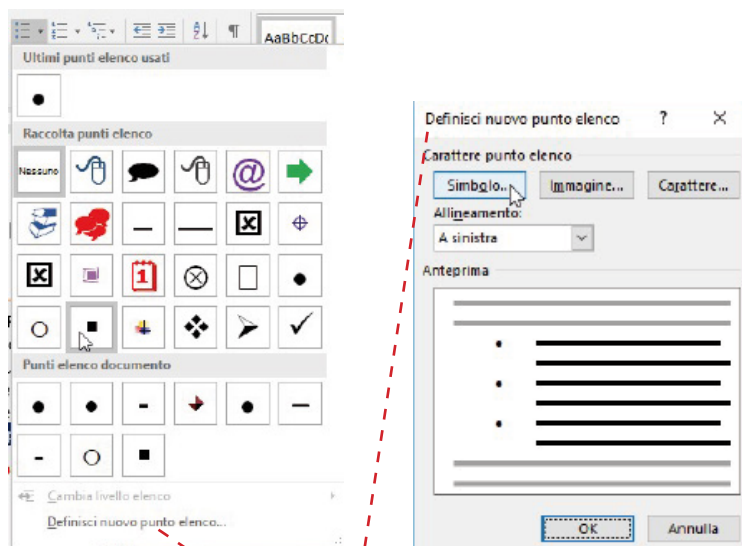 AaBbCcDc
Ultimi punti elenco usati
Raccolta punti elenco
Nessuno
@
1
Punti elenco documento
Cambia livello elenco
Definisci nuovo punto elenco...
Definisci nuovo punto elenco ? ×
Carattere punto elenco
Simbolo... Immagine... Carattere...
Allineamento:
A sinistra
Anteprima
OK Annulla